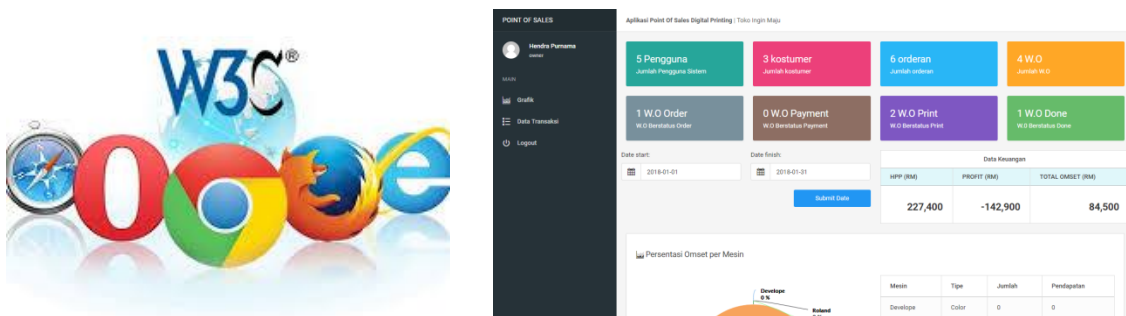 W3C®
POINT OF SALES
Aplikasi Point Of Sales Digital Printing | Toko Ingin Maju
Hendra Purnama
owner
5 Pengguna
Jumlah Pengguna Sistem
3 kostumer
Jumlah kostumer
6 orderan
Jumlah orderan
4 W.O
Jumlah W.O
MAIN
Grafik
Data Transaksi
Logout
1 W.O Order
W.O Berstatus Order
0 W.O Payment
W.O Berstatus Payment
2 W.O Print
W.O Berstatus Print
1 W.O Done
W.O Berstatus Done
Date start:
2018-01-01
Date finish:
2018-01-31
Submit Date
Data Keuangan
HPP (RM) PROFIT (RM) TOTAL OMSET (RM)
227,400 -142,900 84,500
Persentasi Omset per Mesin
Develope
0 %
Roland
Mesin Tipe Jumlah Pendapatan
Develope Color 0 0